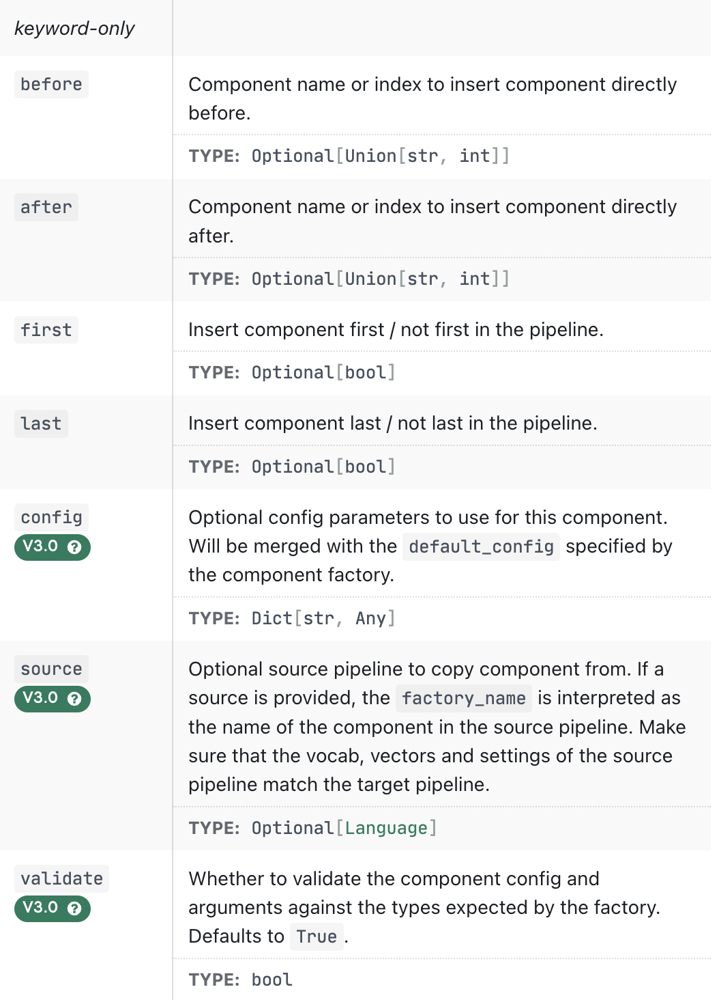 keyword-only
before
Component name or index to insert component directly
before.
TYPE: Optional[Union[str, int]]
after
Component name or index to insert component directly
after.
TYPE: Optional[Union[str, int]]
first
Insert component first / not first in the pipeline.
TYPE: Optional[bool]
last
Insert component last / not last in the pipeline.
TYPE: Optional[bool]
config
V3.0 ?
Optional config parameters to use for this component.
Will be merged with the default_config specified by
the component factory.
TYPE: Dict[str, Any]
source
V3.0 ?
Optional source pipeline to copy component from. If a
source is provided, the factory_name is interpreted as
the name of the component in the source pipeline. Make
sure that the vocab, vectors and settings of the source
pipeline match the target pipeline.
TYPE: Optional[Language]
validate
V3.0 ?
Whether to validate the component config and
arguments against the types expected by the factory.
Defaults to True.
TYPE: bool